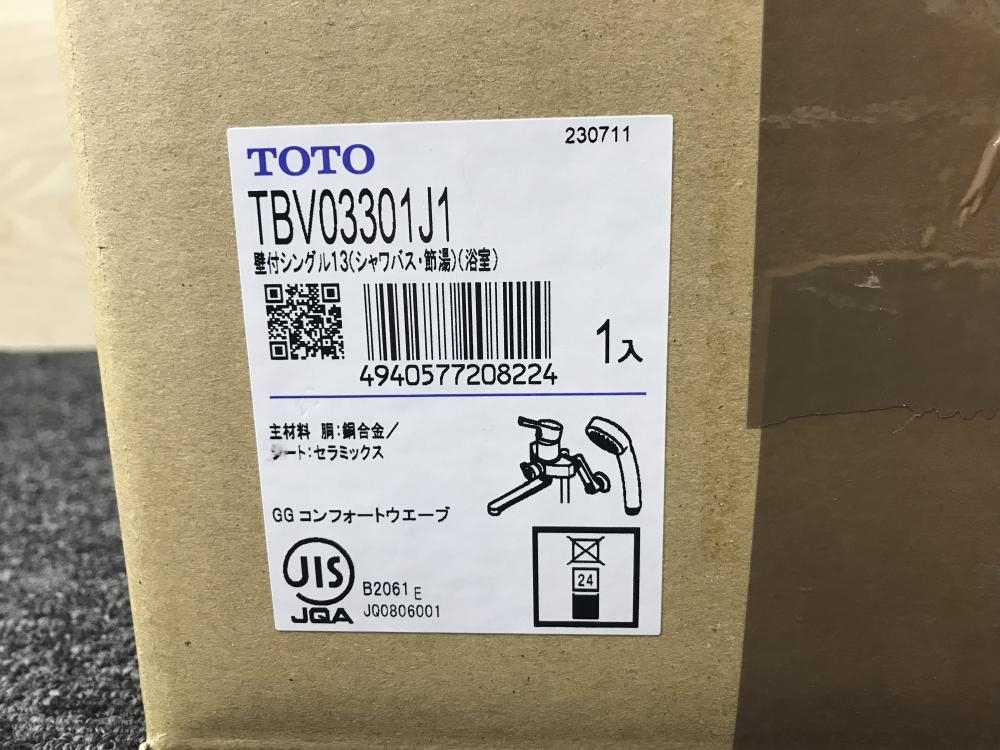 230711
TOTO
TBV03301J1
壁付シングル13(シャワバス・節湯)(浴室)
4940577208224
1入
主材料 胴:銅合金/
シート:セラミックス
GGコンフォートウエーブ
JIS
JQA
B2061 E
JQ0806001
24